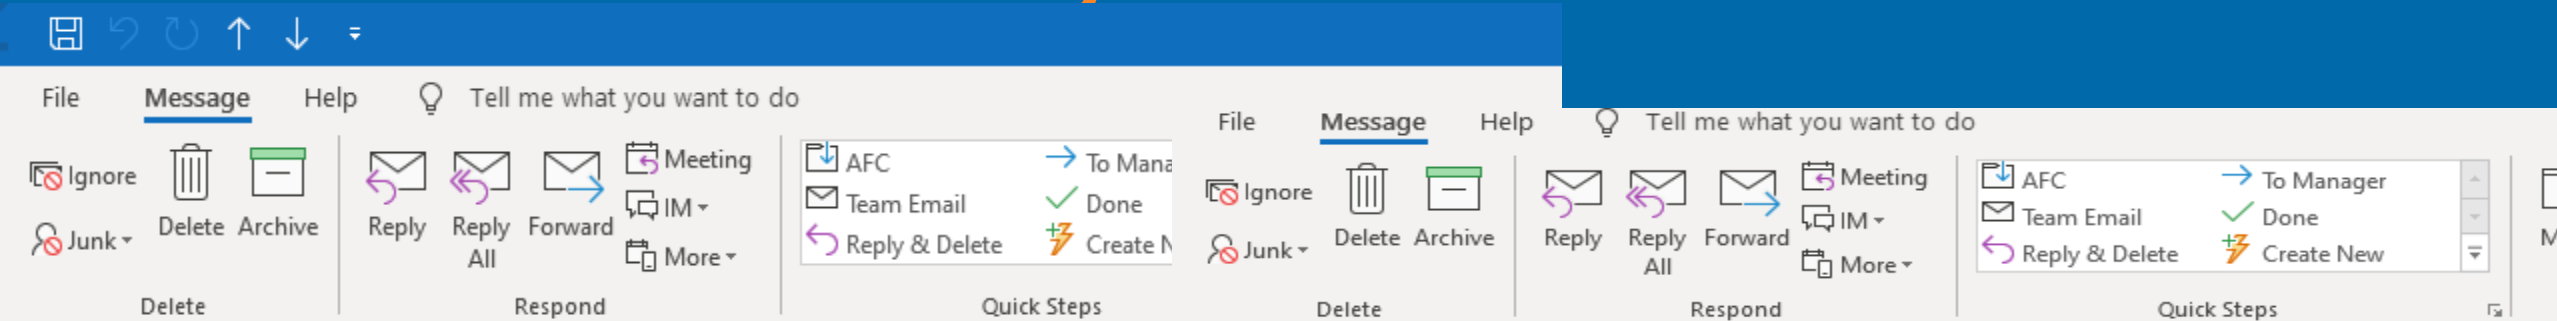 File Message Help Tell me what you want to do
Ignore
Junk
Delete Archive
Delete
Reply Reply All Forward
Meeting
IM
More
Respond
AFC To Mana
Team Email Done
Reply & Delete Create N
Quick Steps
File Message Help Tell me what you want to do
Ignore
Junk
Delete Archive
Delete
Reply Reply All Forward
Meeting
IM
More
Respond
AFC To Manager
Team Email Done
Reply & Delete Create New
Quick Steps